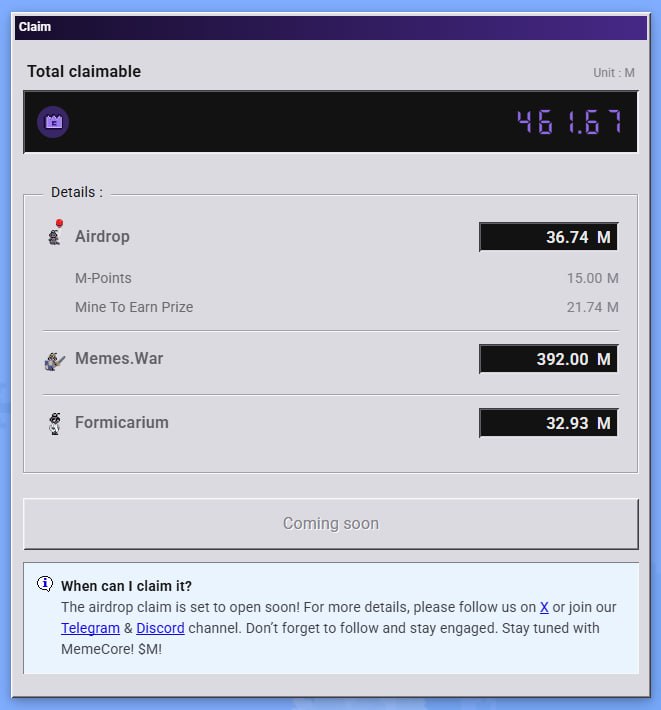 Claim
Total claimable
Unit : M
461.67
Details :
Airdrop
36.74 M
M-Points
15.00 M
Mine To Earn Prize
21.74 M
Memes.War
392.00 M
Formicarium
32.93 M
Coming soon
When can I claim it?
The airdrop claim is set to open soon! For more details, please follow us on X or join our
Telegram & Discord channel. Don’t forget to follow and stay engaged. Stay tuned with
MemeCore! $M!